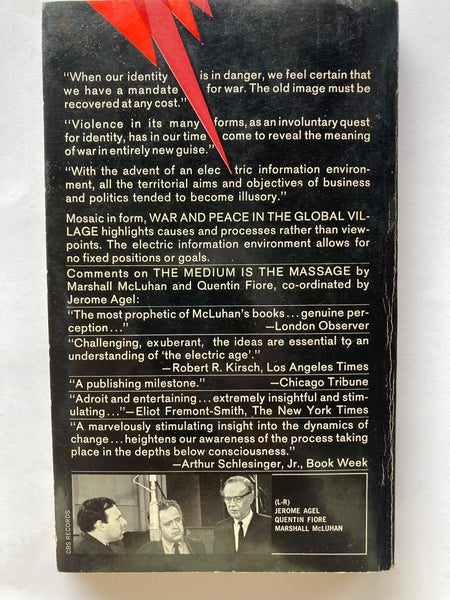 “When our identity is in danger, we feel certain that
we have a mandate for war. The old image must be
recovered at any cost.”
“Violence in its many forms, as an involuntary quest
for identity, has in our time come to reveal the meaning
of war in entirely new guise.”
“With the advent of an elec tric information environ-
ment, all the territorial aims and objectives of business
and politics tended to become illusory.”
Mosaic in form, WAR AND PEACE IN THE GLOBAL VIL-
LAGE highlights causes and processes rather than view-
points. The electric information environment allows for
no fixed positions or goals.
Comments on THE MEDIUM IS THE MASSAGE by
Marshall McLuhan and Quentin Fiore, co-ordinated by
Jerome Agel:
“The most prophetic of McLuhan's books...genuine per-
ception...” —London Observer
“Challenging, exuberant, the ideas are essential to an
understanding of ‘the electric age’.”
—Robert R. Kirsch, Los Angeles Times
“A publishing milestone.” —Chicago Tribune
“Adroit and entertaining...extremely insightful and stim-
ulating...”—Eliot Fremont-Smith, The New York Times
“A marvelously stimulating insight into the dynamics of
change...heightens our awareness of the process taking
place in the depths below consciousness.”
—Arthur Schlesinger, Jr., Book Week
CBS RECORDS
(L-R)
JEROME AGEL
QUENTIN FIORE
MARSHALL McLUHAN